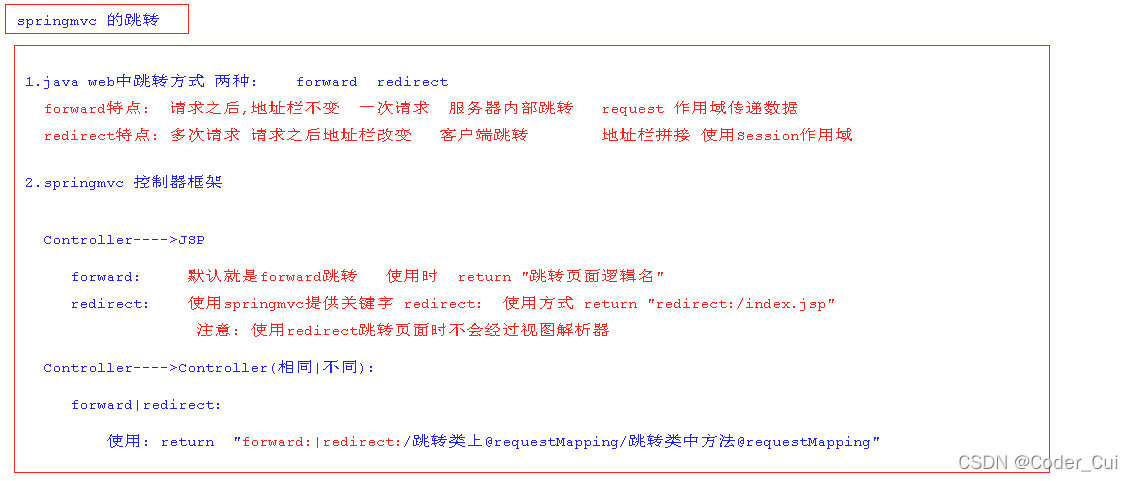 springmvc 的跳转
1.java web中跳转方式 两种: forward redirect
forward特点: 请求之后,地址栏不变 一次请求 服务器内部跳转 request 作用域传递数据
redirect特点: 多次请求 请求之后地址栏改变 客户端跳转 地址栏拼接 使用Session作用域
2.springmvc 控制器框架
Controller---->JSP
forward: 默认就是forward跳转 使用时 return "跳转页面逻辑名"
redirect: 使用springmvc提供关键字 redirect: 使用方式 return "redirect:/index.jsp"
注意: 使用redirect跳转页面时不会经过视图解析器
Controller---->Controller(相同|不同):
forward|redirect:
使用: return "forward:|redirect:/跳转类上@requestMapping/跳转类中方法@requestMapping"
CSDN @Coder_Cui